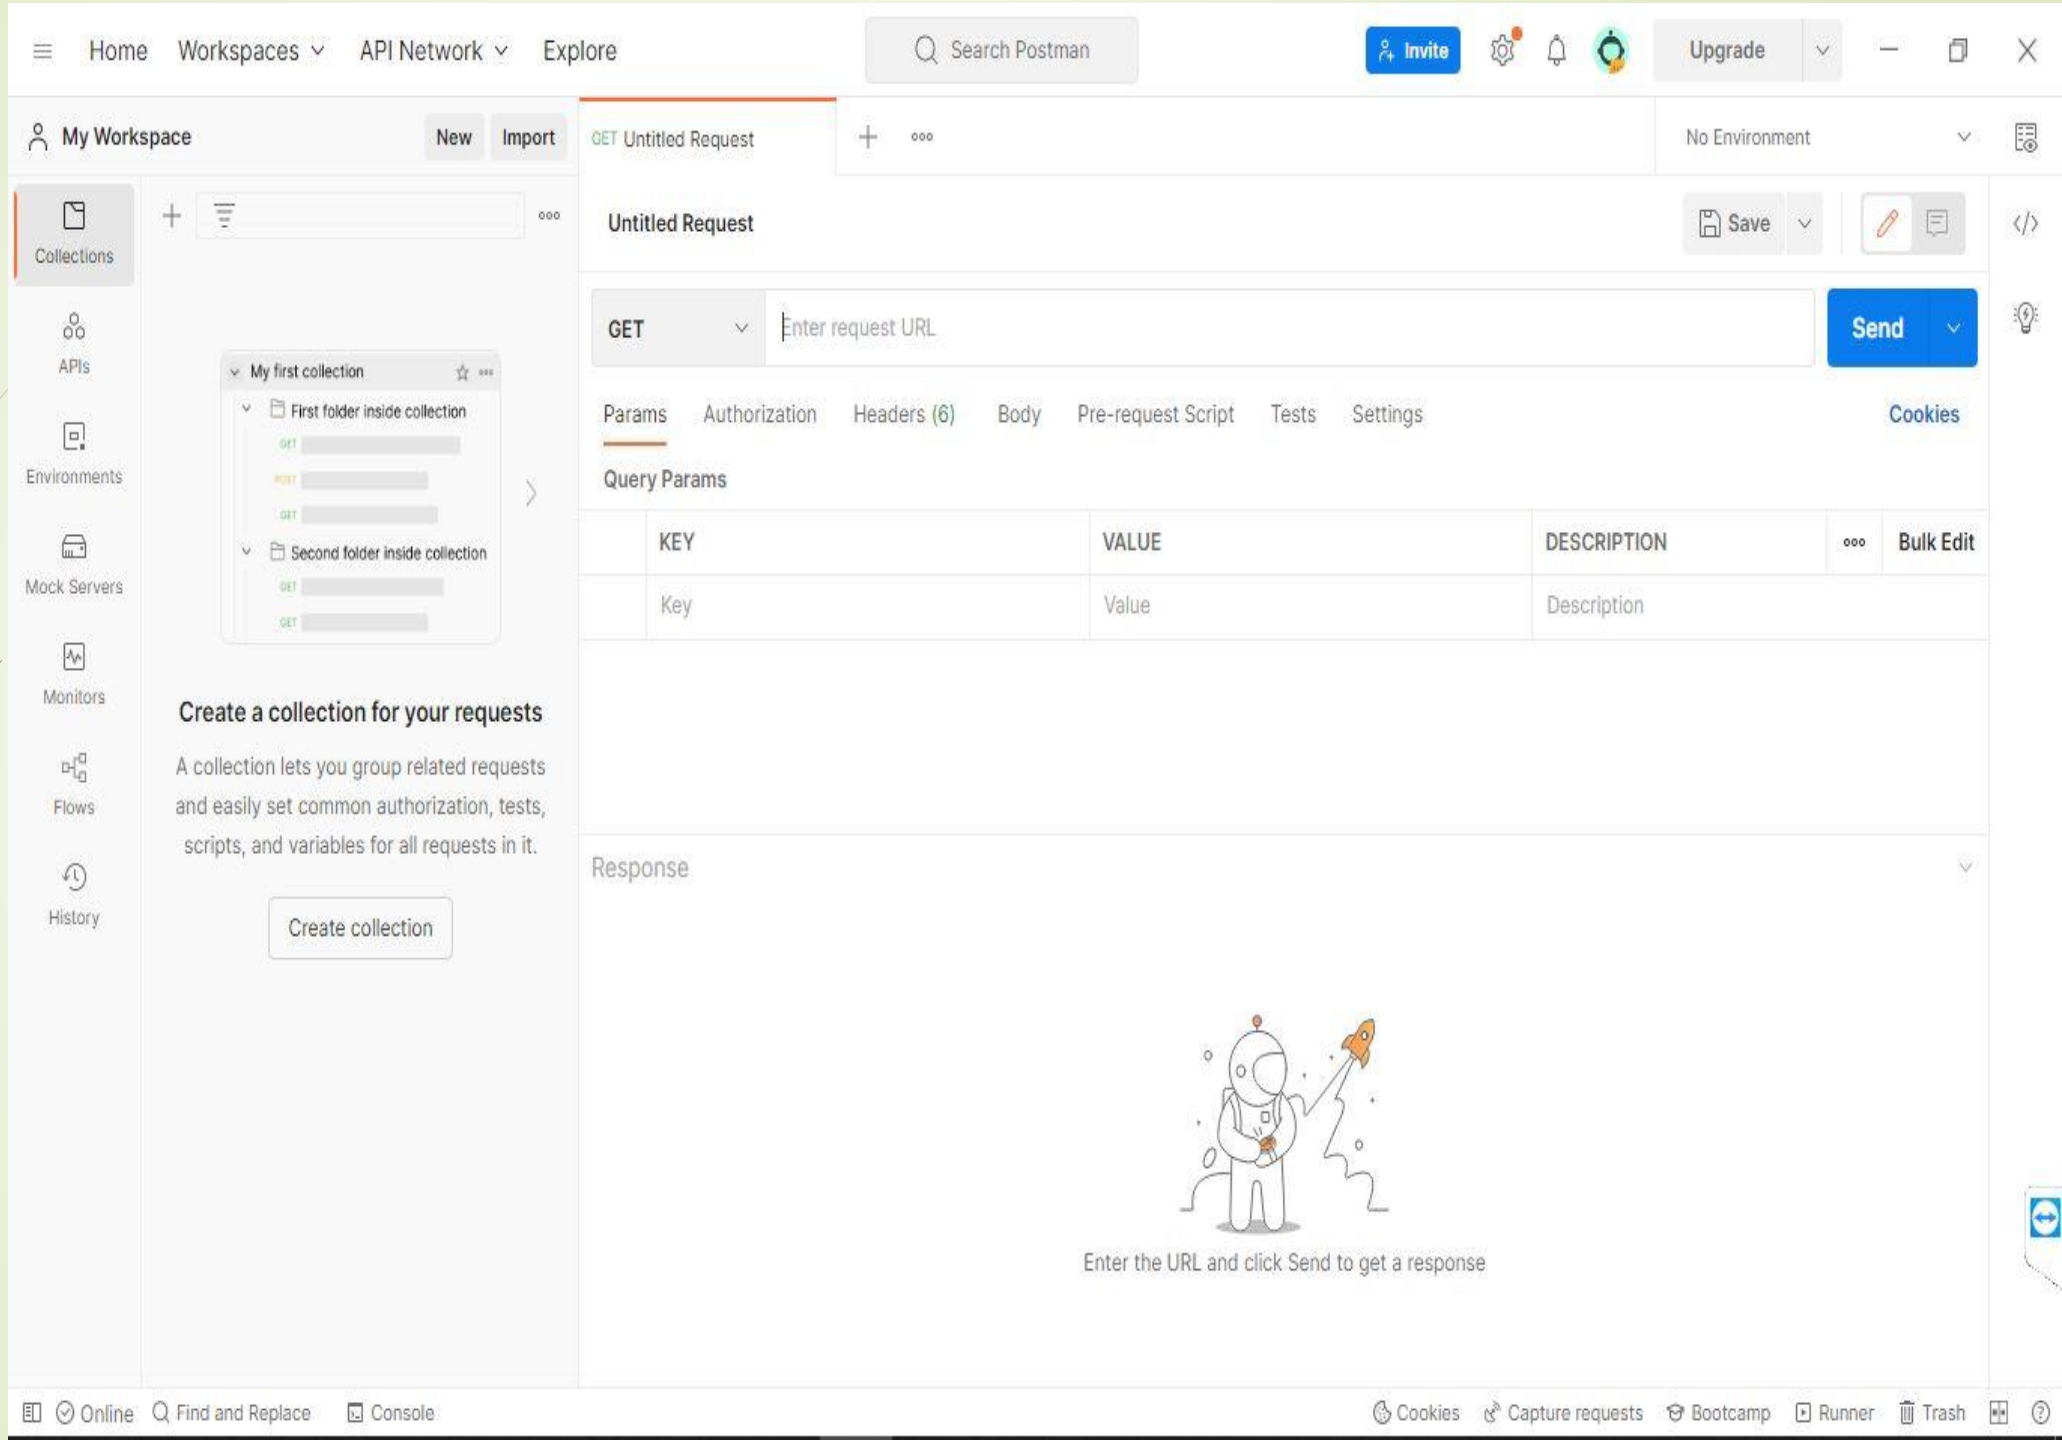 Home Workspaces API Network Explore Search Postman Invite Upgrade
My Workspace New Import GET Untitled Request No Environment
Collections
Untitled Request Save
APIs
GET Enter request URL Send
My first collection
First folder inside collection
GET
POST
GET
Second folder inside collection
GET
GET
Params Authorization Headers (6) Body Pre-request Script Tests Settings Cookies
Environments
Query Params
KEY VALUE DESCRIPTION Bulk Edit
Key Value Description
Mock Servers
Monitors
Create a collection for your requests
A collection lets you group related requests
and easily set common authorization, tests,
scripts, and variables for all requests in it.
Flows
Response
History
Create collection
Enter the URL and click Send to get a response
Online Find and Replace Console Cookies Capture requests Bootcamp Runner Trash